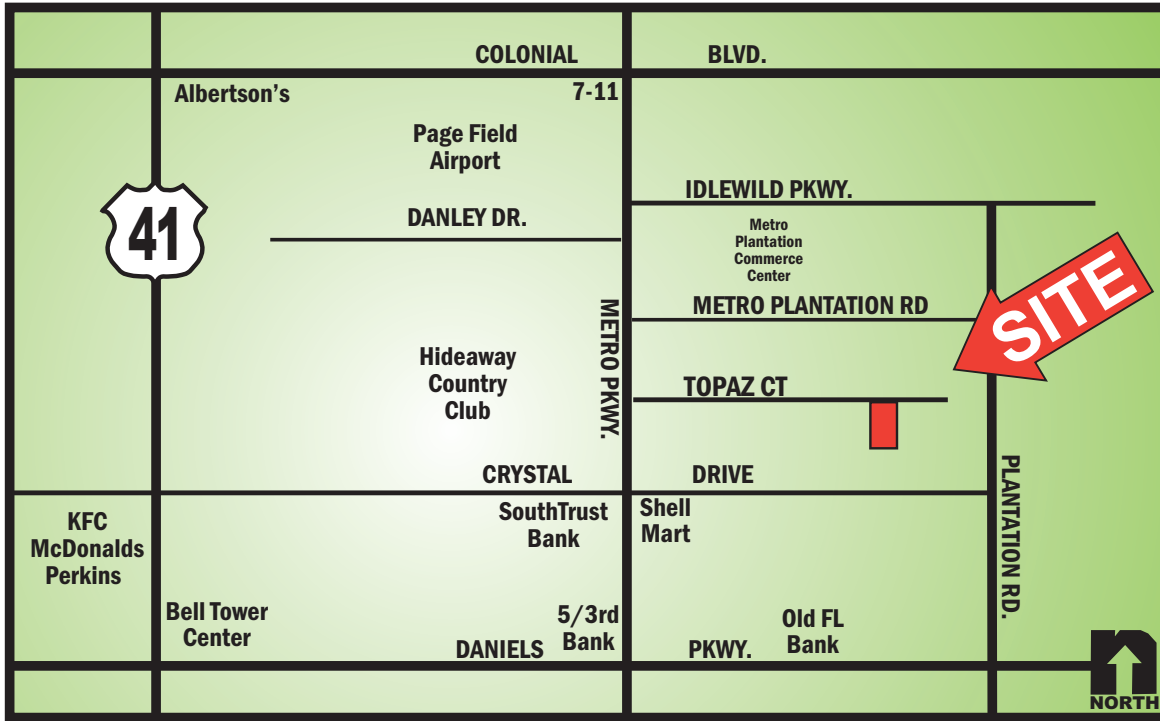 COLONIAL BLVD.
Albertson's
7-11
Page Field
Airport
IDLEWILD PKWY.
41
DANLEY DR.
Metro
Plantation
Commerce
Center
SITE
METRO PLANTATION RD
METRO PKWY.
Hideaway
Country
Club
TOPAZ CT
CRYSTAL DRIVE
PLANTATION RD.
KFC
McDonalds
Perkins
SouthTrust
Bank
Shell
Mart
Bell Tower
Center
5/3rd
Bank
Old FL
Bank
DANIELS PKWY.
n
NORTH